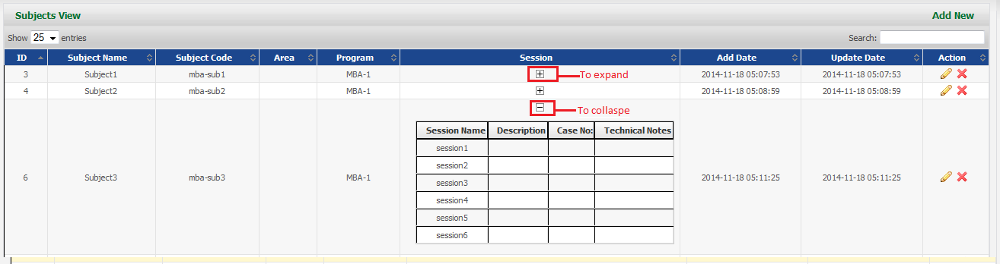 Subjects View Add New
Show 25 entries Search:
ID Subject Name Subject Code Area Program Session Add Date Update Date Action
3 Subject1 mba-sub1 MBA-1 To expand 2014-11-18 05:07:53 2014-11-18 05:07:53
4 Subject2 mba-sub2 MBA-1 2014-11-18 05:08:59 2014-11-18 05:08:59
To collaspe
Session Name Description Case No: Technical Notes
session1
session2
6 Subject3 mba-sub3 MBA-1 session3 2014-11-18 05:11:25 2014-11-18 05:11:25
session4
session5
session6